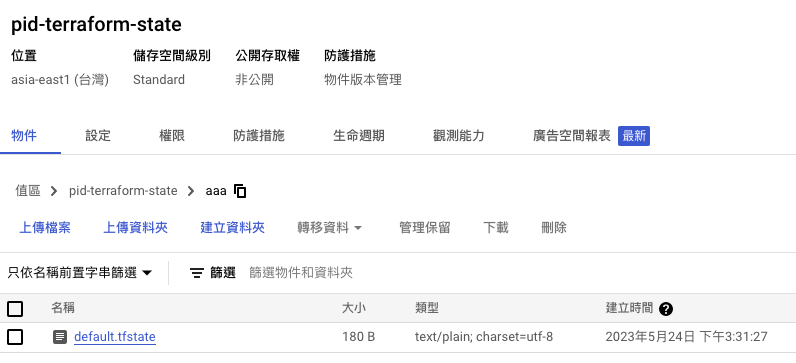 pid-terraform-state
位置 儲存空間級別 公開存取權 防護措施
asia-east1 (台灣) Standard 非公開 物件版本管理
物件 設定 權限 防護措施 生命週期 觀測能力 廣告空間報表 最新
值區 > pid-terraform-state > aaa
上傳檔案 上傳資料夾 建立資料夾 轉移資料 管理保留 下載 刪除
只依名稱前置字串篩選 篩選 篩選物件和資料夾
名稱 大小 類型 建立時間 ?
default.tfstate 180 B text/plain; charset=utf-8 2023年5月24日 下午3:31:27